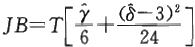 JB = T[γ̂/6 + (δ̂-3)²/24]